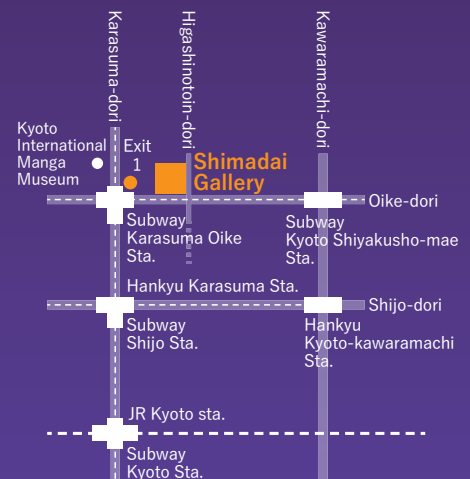 Karasuma-dori
Higashinotoin-dori
Kawaramachi-dori
Kyoto
International
Manga
Museum
Exit
1
Shimadai
Gallery
Oike-dori
Subway
Karasuma Oike
Sta.
Subway
Kyoto Shiyakusho-mae
Sta.
Hankyu Karasuma Sta.
Shijo-dori
Subway
Shijo Sta.
Hankyu
Kyoto-kawaramachi
Sta.
JR Kyoto sta.
Subway
Kyoto Sta.